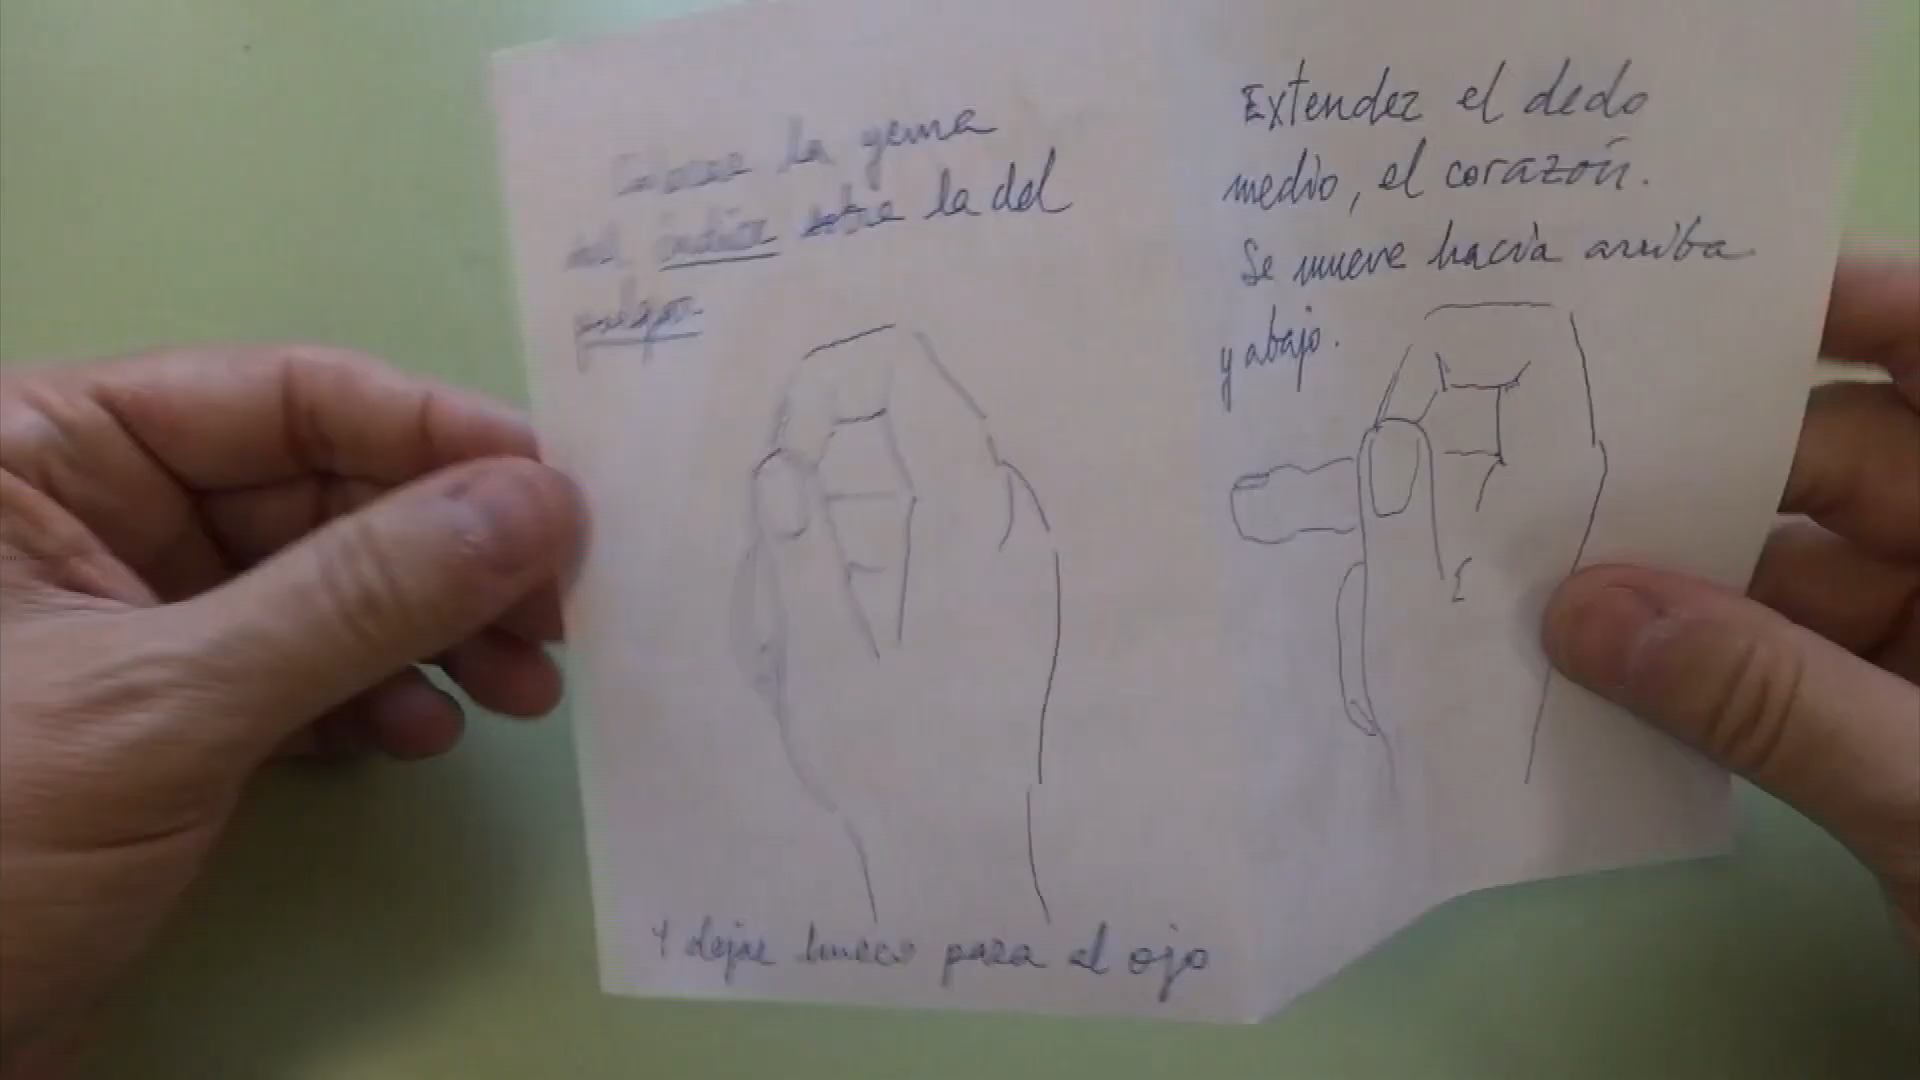 Colocar la yema
del índice sobre la del
pulgar.
Y dejar hueco para el ojo
Extender el dedo
medio, el corazón.
Se mueve hacia arriba
y abajo.